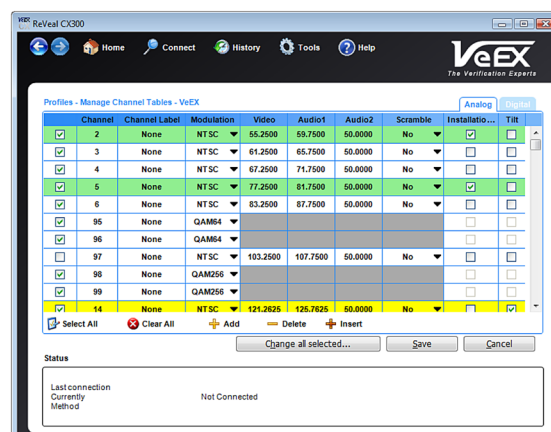 VeEX ReVeal CX300
Home Connect History Tools Help
VeEX
The Verification Experts
Profiles - Manage Channel Tables - VeEX Analog Digital
Channel Channel Label Modulation Video Audio1 Audio2 Scramble Installatio... Tilt
2 None NTSC 55.2500 59.7500 50.0000 No
3 None NTSC 61.2500 65.7500 50.0000 No
4 None NTSC 67.2500 71.7500 50.0000 No
5 None NTSC 77.2500 81.7500 50.0000 No
6 None NTSC 83.2500 87.7500 50.0000 No
95 None QAM64
96 None QAM64
97 None NTSC 103.2500 107.7500 50.0000 No
98 None QAM256
99 None QAM256
14 None NTSC 121.2625 125.7625 50.0000 No
Select All Clear All Add Delete Insert
Change all selected... Save Cancel
Status
Last connection
Currently Not Connected
Method